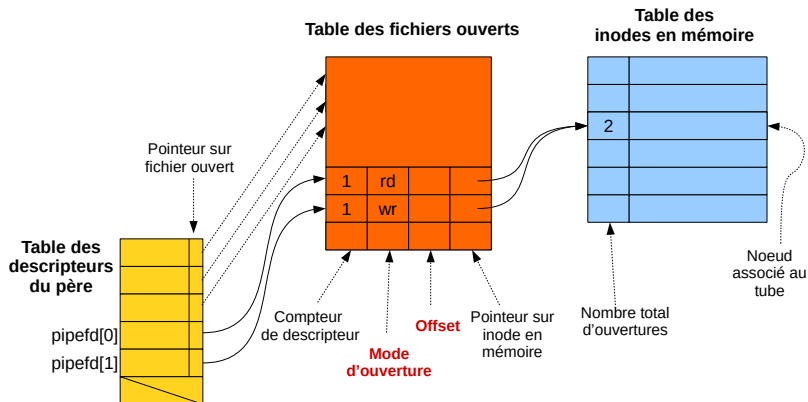 Table des fichiers ouverts
Table des
inodes en mémoire
Pointeur sur
fichier ouvert
2
1 rd
1 wr
Table des
descripteurs
du père
pipefd[0]
pipefd[1]
Compteur
de descripteur
Mode
d'ouverture
Offset
Pointeur sur
inode en
mémoire
Nombre total
d'ouvertures
Noeud
associé au
tube